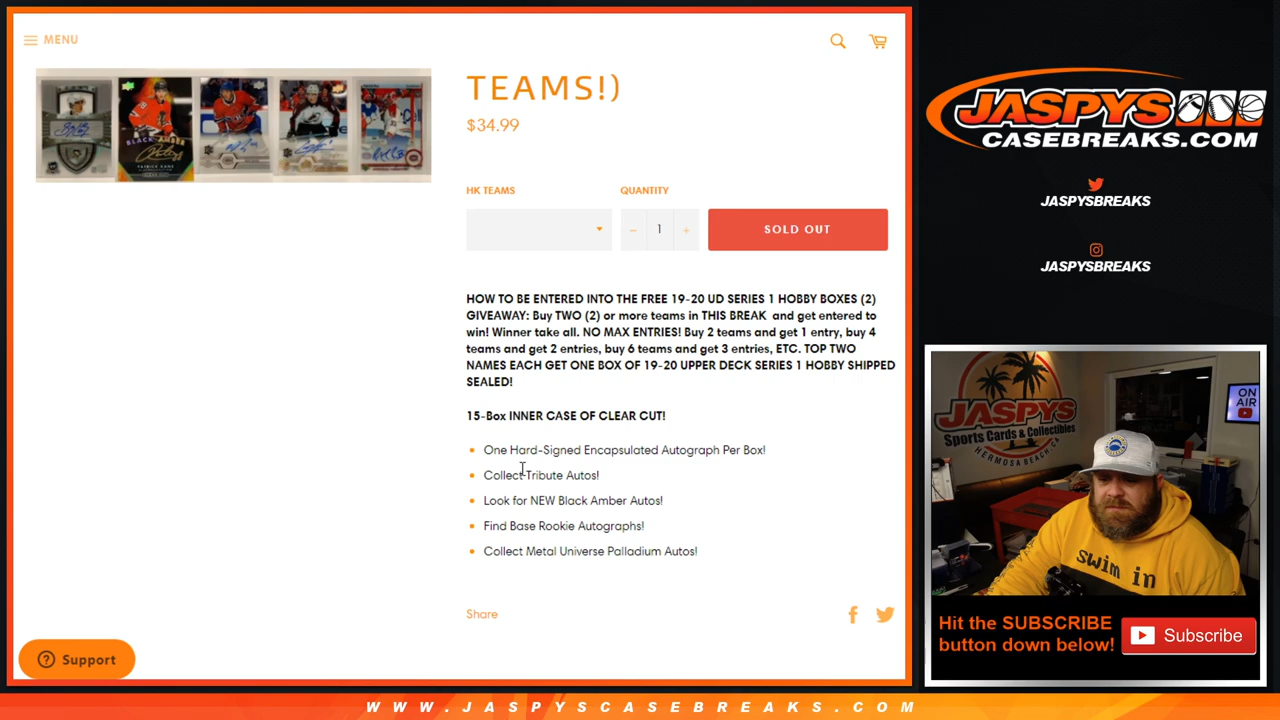 MENU
TEAMS!)
$34.99
HK TEAMS
QUANTITY
1
SOLD OUT
HOW TO BE ENTERED INTO THE FREE 19-20 UD SERIES 1 HOBBY BOXES (2)
GIVEAWAY: Buy TWO (2) or more teams in THIS BREAK and get entered to
win! Winner take all. NO MAX ENTRIES! Buy 2 teams and get 1 entry, buy 4
teams and get 2 entries, buy 6 teams and get 3 entries, ETC. TOP TWO
NAMES EACH GET ONE BOX OF 19-20 UPPER DECK SERIES 1 HOBBY SHIPPED
SEALED!
15-Box INNER CASE OF CLEAR CUT!
One Hard-Signed Encapsulated Autograph Per Box!
Collect Tribute Autos!
Look for NEW Black Amber Autos!
Find Base Rookie Autographs!
Collect Metal Universe Palladium Autos!
Share
Support
JASPYS
CASEBREAKS.COM
JASPYSBREAKS
JASPYSBREAKS
JASPYS
Sports Cards & Collectibles
HERMOSA BEACH, CA
ON
AIR
swim in
Hit the SUBSCRIBE
button down below!
Subscribe
WWW.JASPYSCASEBREAKS.COM